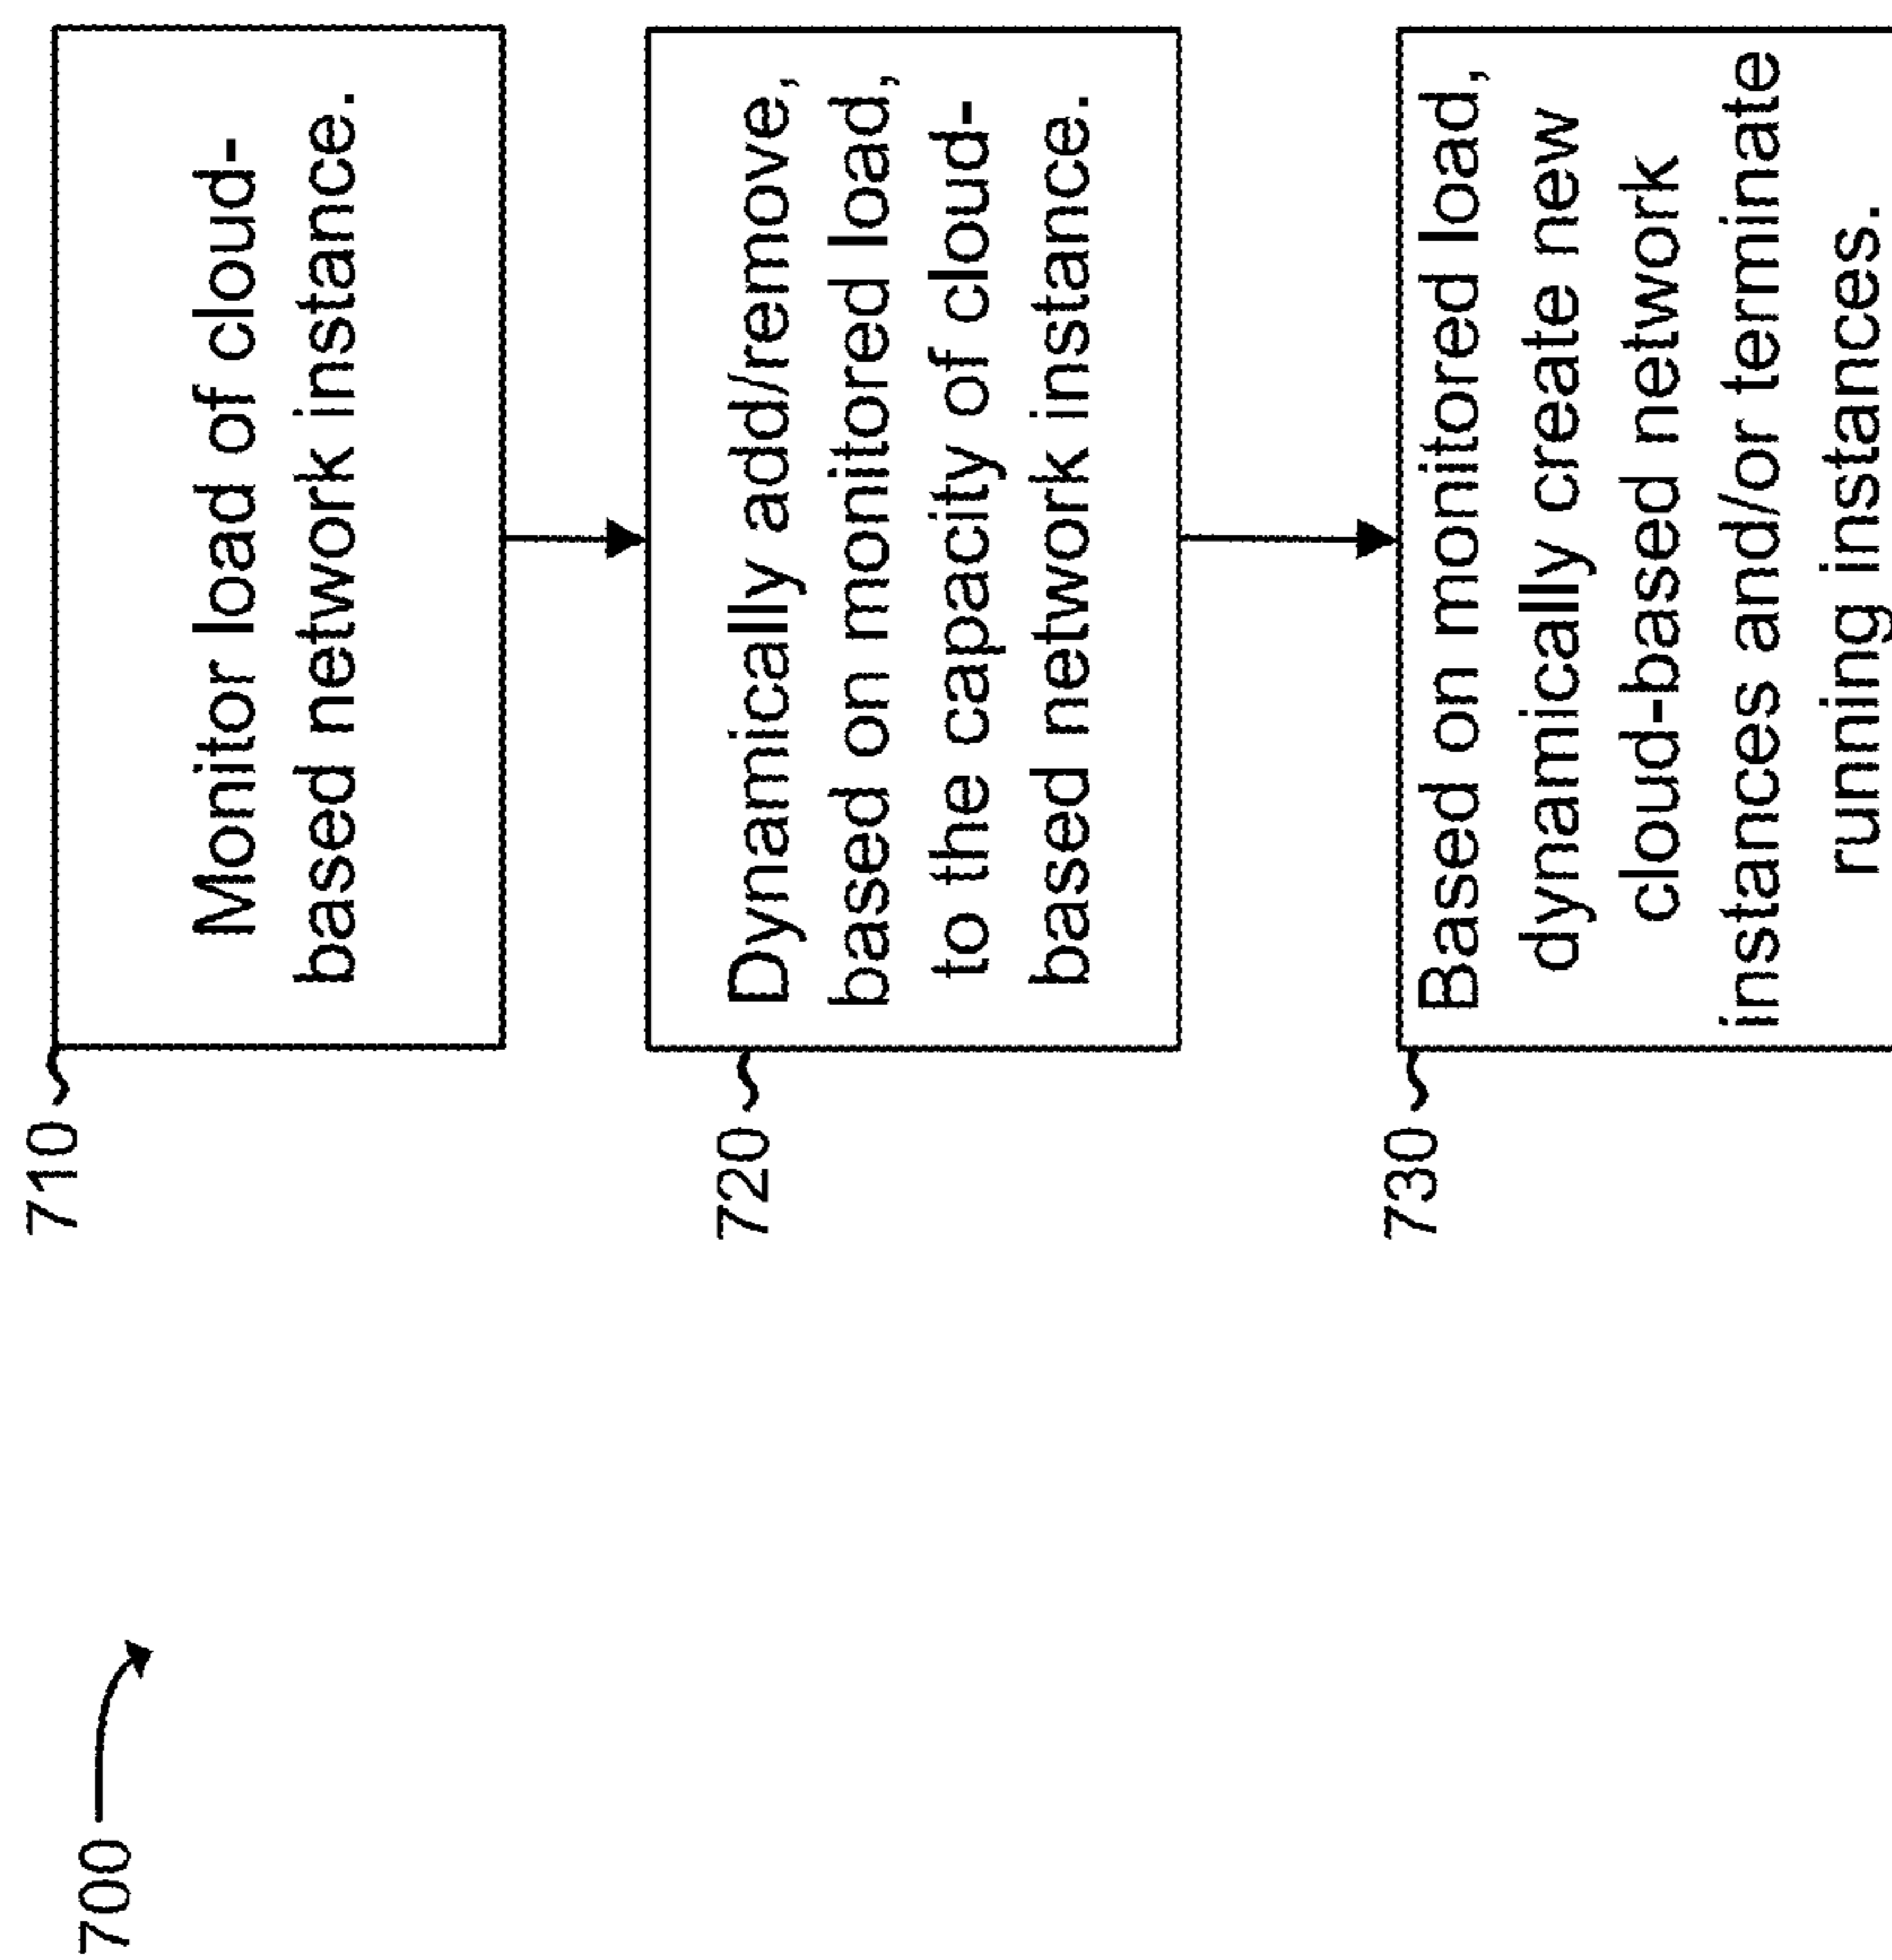 700
710
Monitor load of cloud-
based network instance.
720
Dynamically add/remove,
based on monitored load,
to the capacity of cloud-
based network instance.
730
Based on monitored load,
dynamically create new
cloud-based network
instances and/or terminate
running instances.